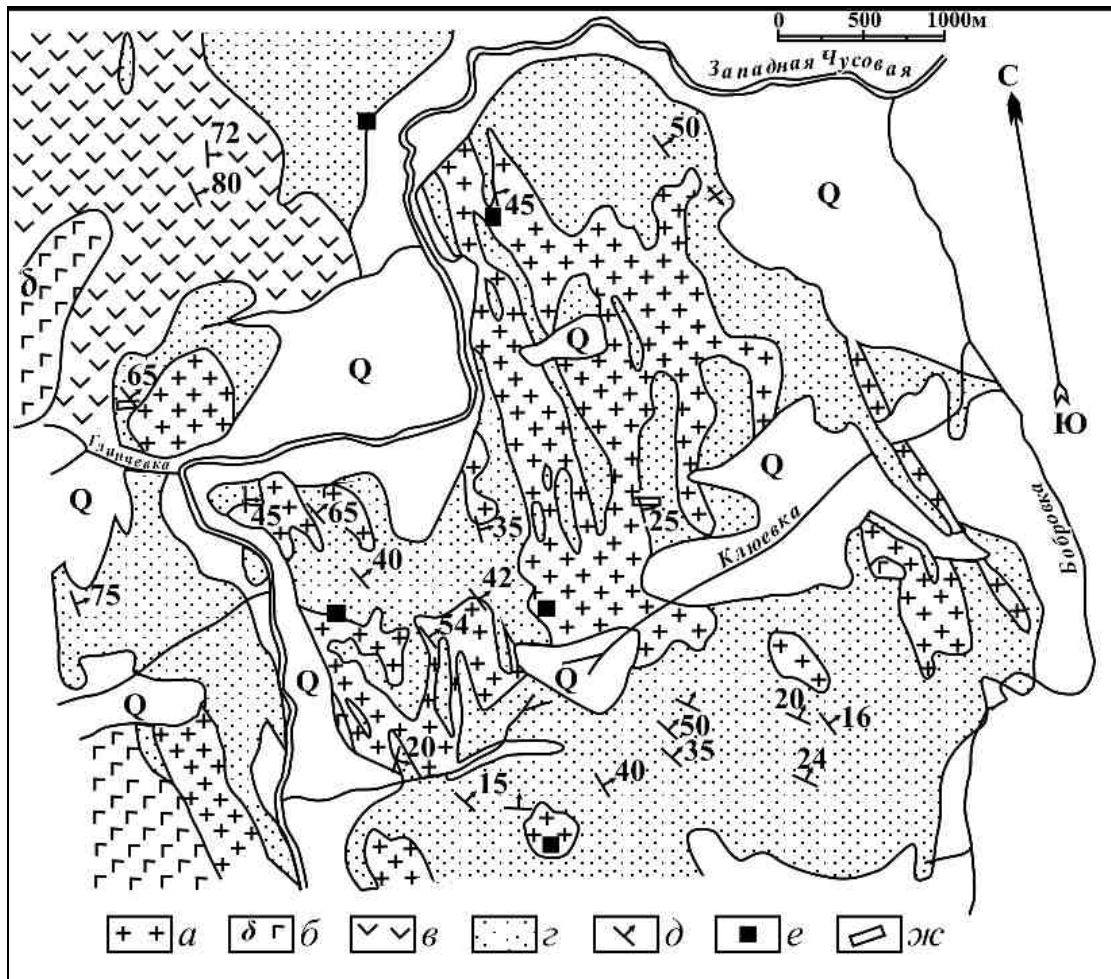 0 500 1000м
Западная Чусовая
С
50
72
80
Q
45
δ
Q
Q
65
Ю
Глинчевка
Q
Q
45
65
35
25
Клюевка
Бобровка
40
42
75
54
Q
Q
Q
20
16
50
35
20
24
15
40
а
δ б
в
г
д
е
ж